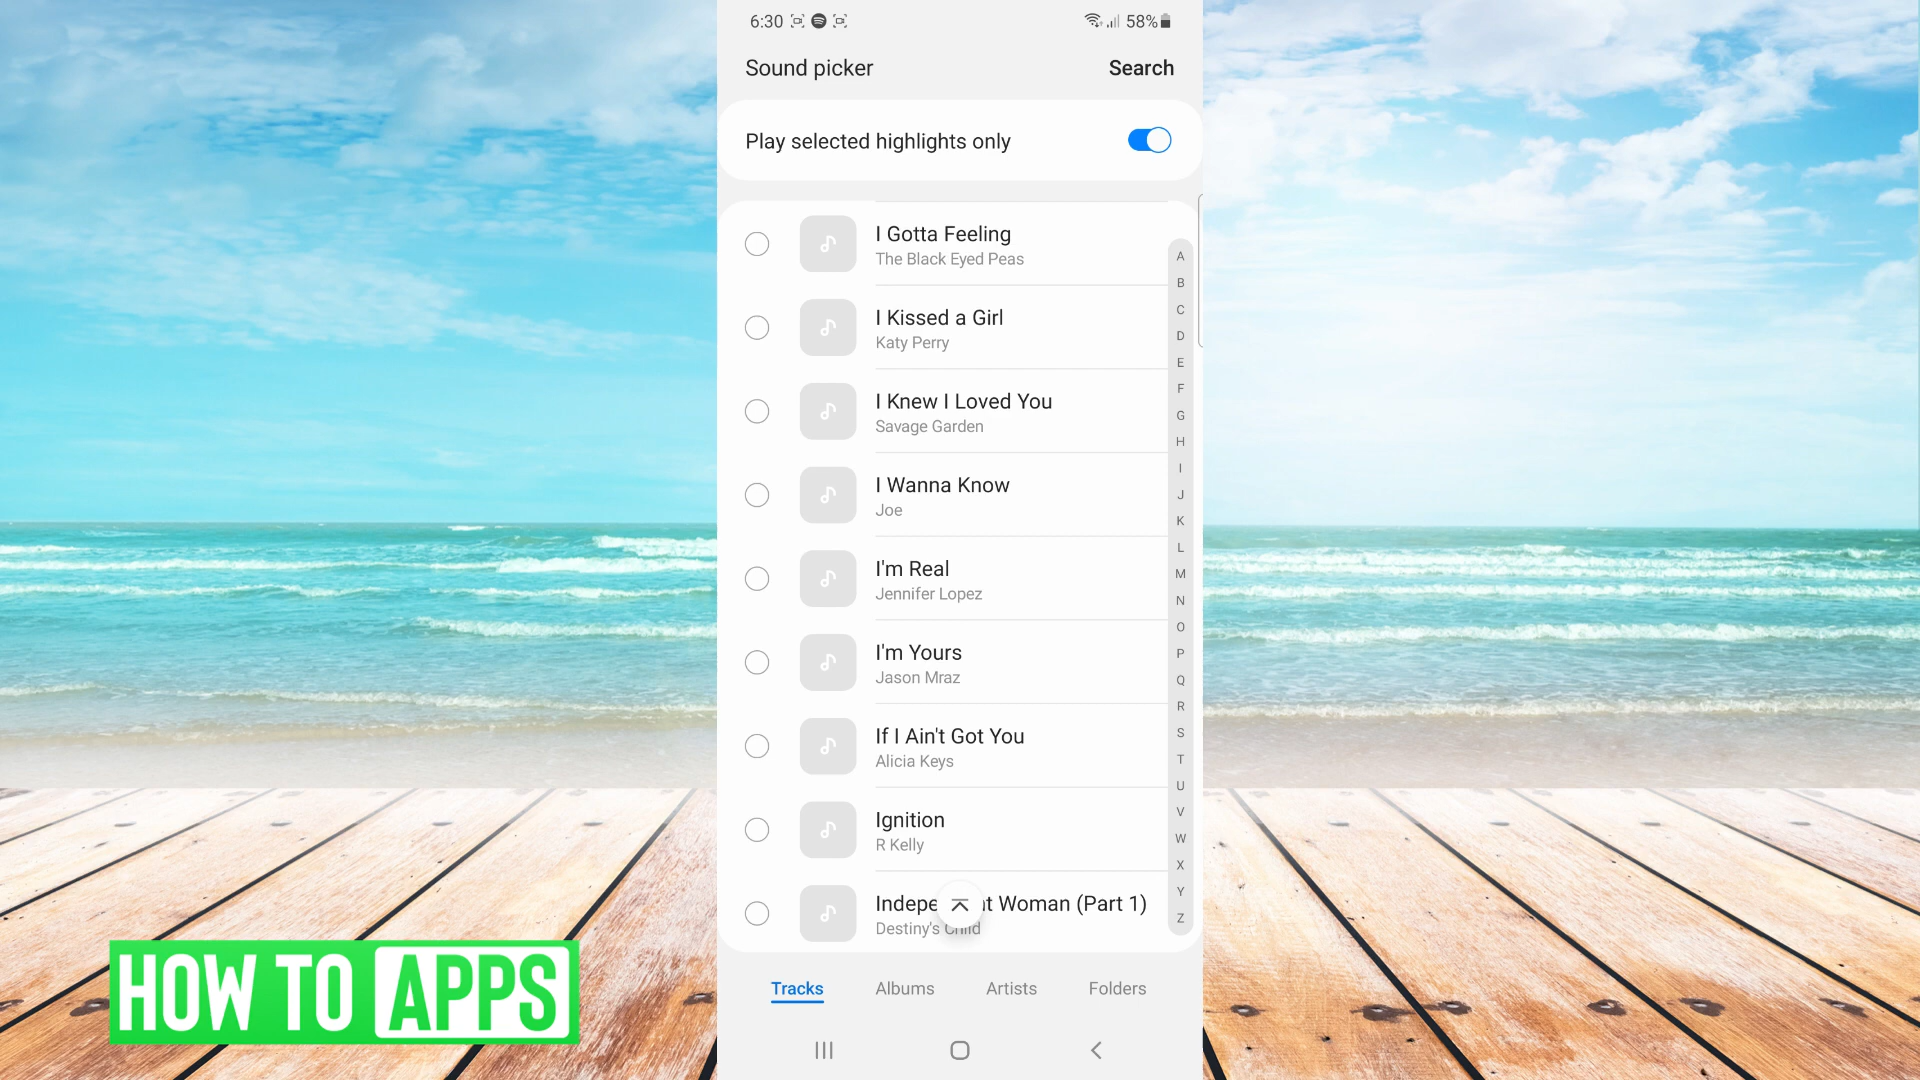 6:30
58%
Sound picker
Search
Play selected highlights only
I Gotta Feeling
The Black Eyed Peas
I Kissed a Girl
Katy Perry
I Knew I Loved You
Savage Garden
I Wanna Know
Joe
I'm Real
Jennifer Lopez
I'm Yours
Jason Mraz
If I Ain't Got You
Alicia Keys
Ignition
R Kelly
Woman (Part 1)
Destiny's Child
A
B
C
D
E
F
G
H
I
J
K
L
M
N
O
P
Q
R
S
T
U
V
W
X
Y
Z
Tracks
Albums
Artists
Folders
HOW TO APPS